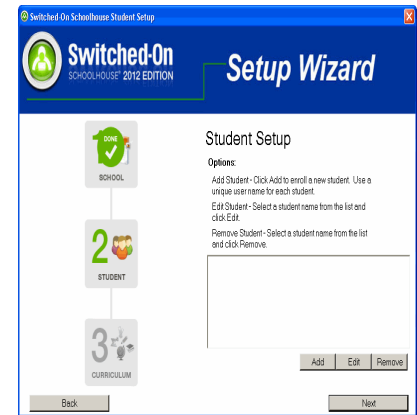 Switched-On Schoolhouse Student Setup
Switched-On
SCHOOLHOUSE® 2012 EDITION
Setup Wizard
DONE
SCHOOL
2
STUDENT
3
CURRICULUM
Student Setup
Options:
Add Student - Click Add to enroll a new student. Use a
unique user name for each student.
Edit Student - Select a student name from the list and
click Edit.
Remove Student - Select a student name from the list
and click Remove.
Add Edit Remove
Back Next